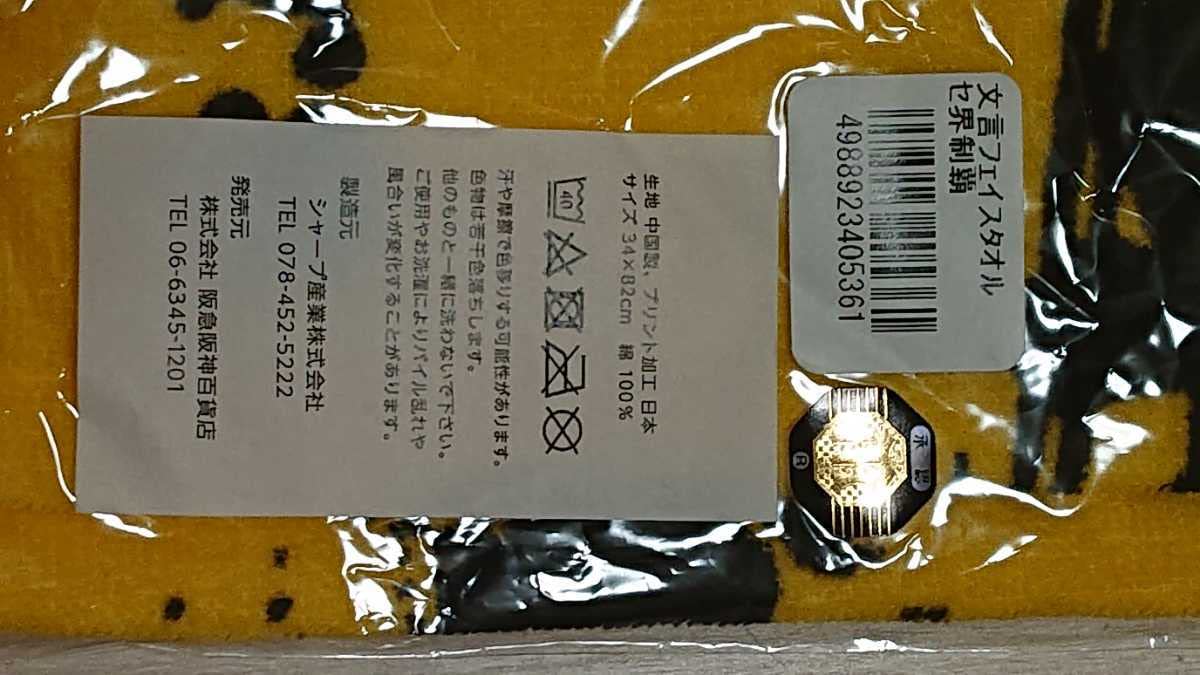 文言フェイスタオル
セ界制覇
4988923405361
承認
R
生地 中国製、プリント加工 日本
サイズ 34×82cm 綿 100%
40
汗や摩擦で色移りする可能性があります。
色物は若干色落ちします。
他のものと一緒に洗わないで下さい。
ご使用やお洗濯によりパイル乱れや
風合いが変化することがあります。
製造元
シャープ産業株式会社
TEL 078-452-5222
発売元
株式会社 阪急阪神百貨店
TEL 06-6345-1201